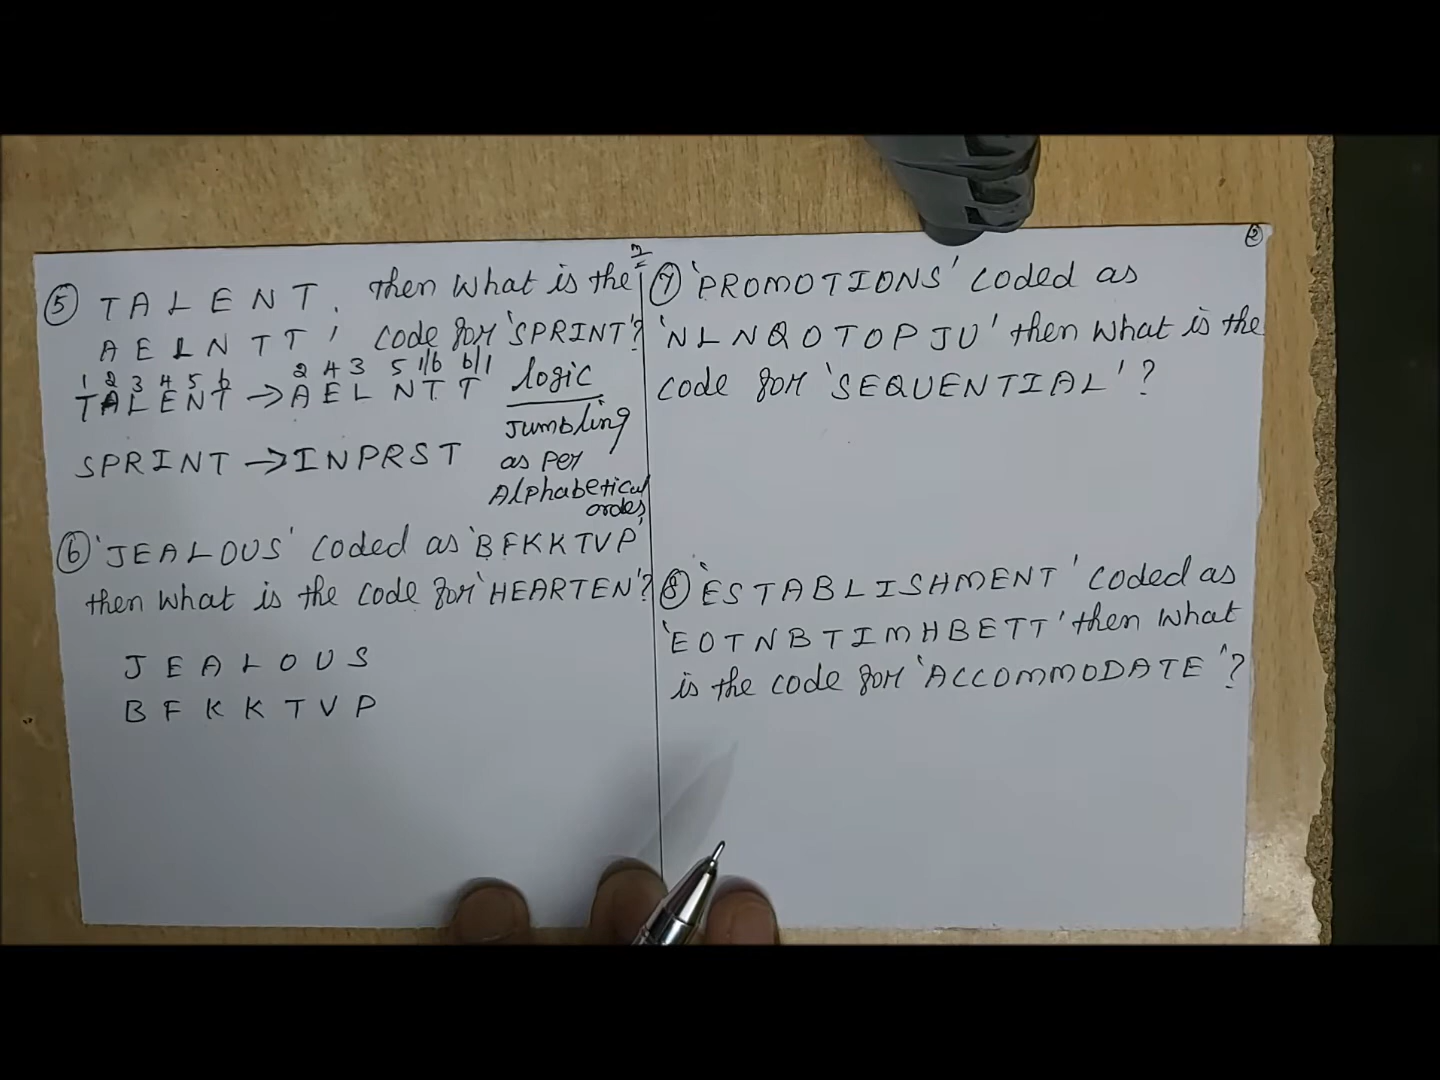 ②
⑤ TALENT, then what is the
AELNTT, code for 'SPRINT'?
1 2 3 4 5 6 2 4 3 5 1/6 6/1
TALENT → AELNTT logic
Jumbling
SPRINT → INPRST as per
Alphabetical
order
⑥ 'JEALOUS' coded as 'BFKKTVP'
then what is the code for 'HEARTEN'?
J E A L O U S
B F K K T V P
⑦ 'PROMOTIONS' coded as
'NLNQOTOPJU' then what is the
code for 'SEQUENTIAL'?
⑧ 'ESTABLISHMENT' coded as
'EOTNBTIMHBETT' then what
is the code for 'ACCOMMODATE'?